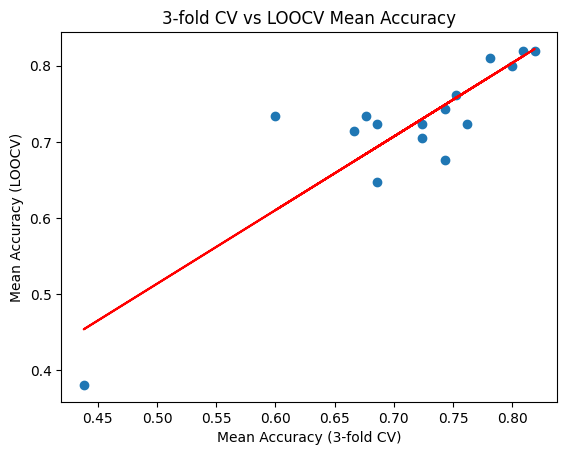 3-fold CV vs LOOCV Mean Accuracy
Mean Accuracy (LOOCV)
0.8
0.7
0.6
0.5
0.4
0.45 0.50 0.55 0.60 0.65 0.70 0.75 0.80
Mean Accuracy (3-fold CV)